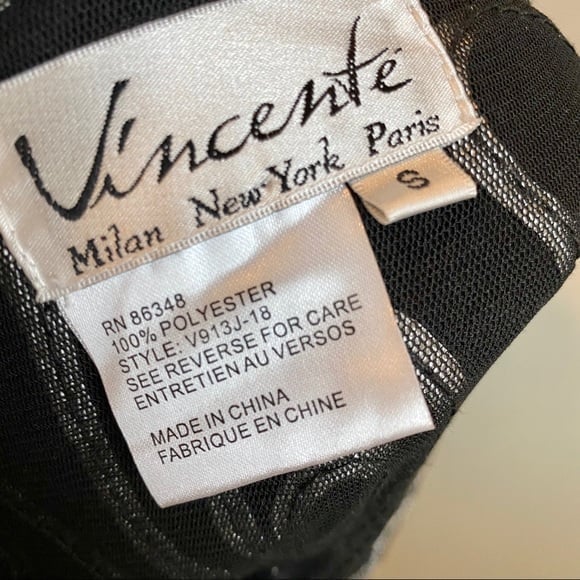 Vincente
Milan New York Paris
S
RN 86348
100% POLYESTER
STYLE: V913J-18
SEE REVERSE FOR CARE
ENTRETIEN AU VERSOS
MADE IN CHINA
FABRIQUE EN CHINE